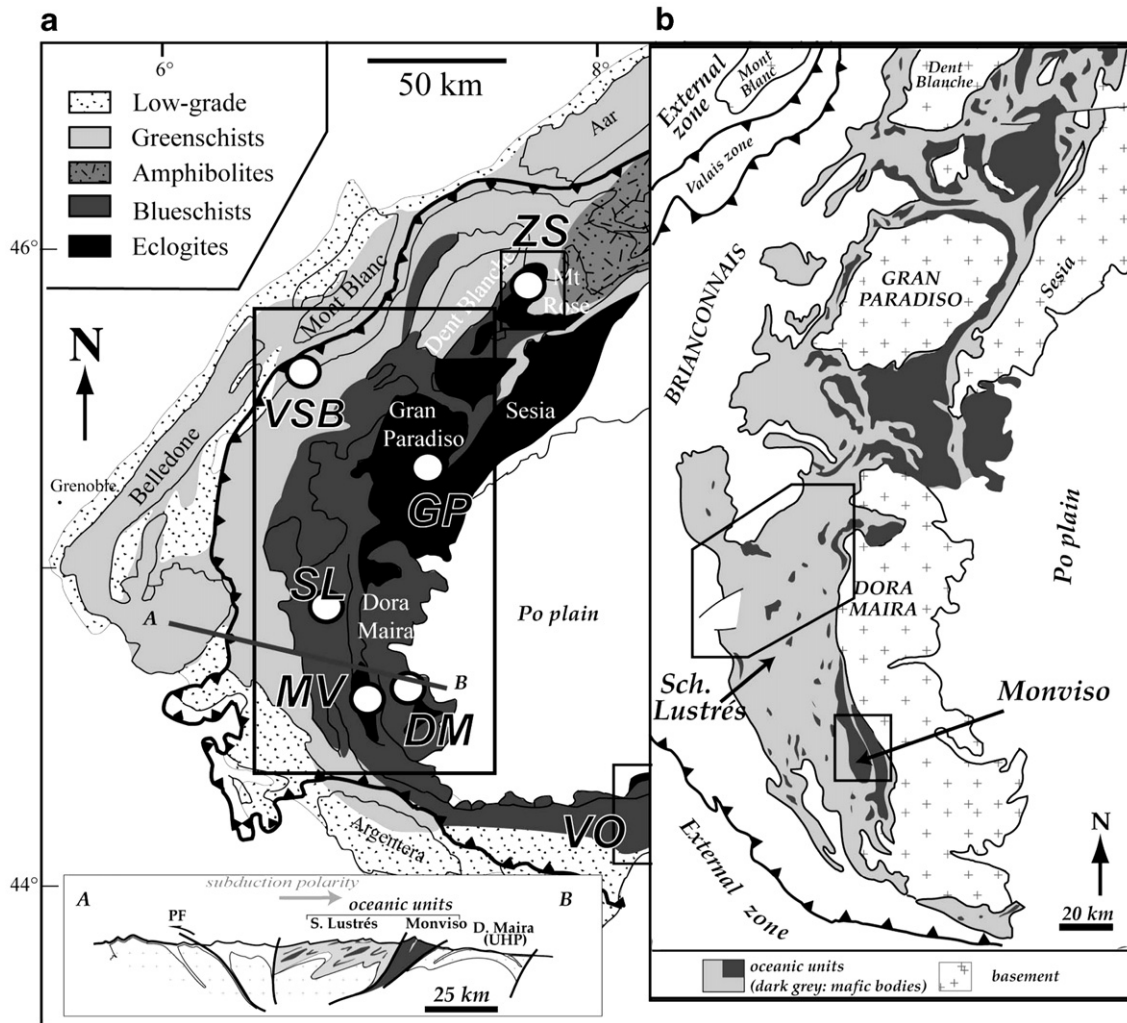 a
6°
8°
50 km
Low-grade
Greenschists
Amphibolites
Blueschists
Eclogites
Aar
46°
ZS
Mont Blanc
Dent Blanche
Mt
Rose
N
VSB
Gran
Paradiso
Sesia
Belledone
Grenoble
GP
SL
Dora
Maira
Po plain
A
B
MV
DM
VO
Argentera
44°
A
subduction polarity
B
oceanic units
PF
S. Lustrés
Monviso
D. Maira
(UHP)
25 km
b
External
zone
Mont
Blanc
Dent
Blanche
Valais zone
BRIANCONNAIS
GRAN
PARADISO
Sesia
Po plain
DORA
MAIRA
Sch.
Lustrés
Monviso
External zone
N
20 km
oceanic units
(dark grey: mafic bodies)
basement